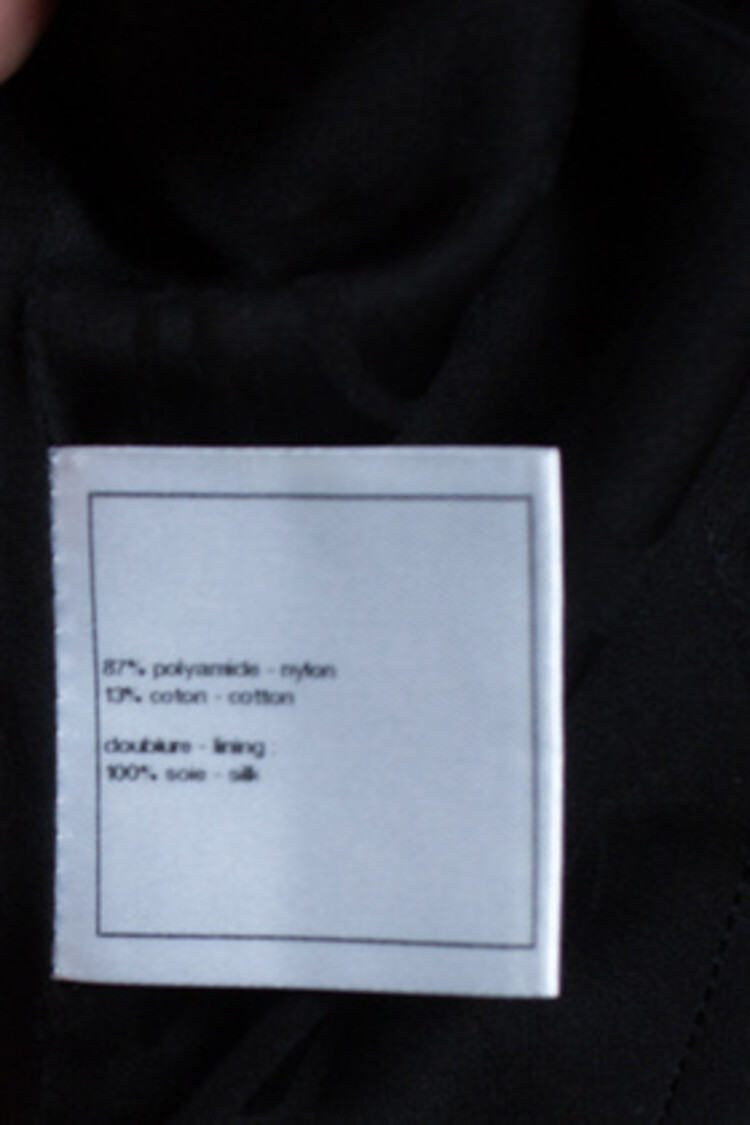 87% polyamide - nylon
13% coton - cotton
doublure - lining :
100% soie - silk